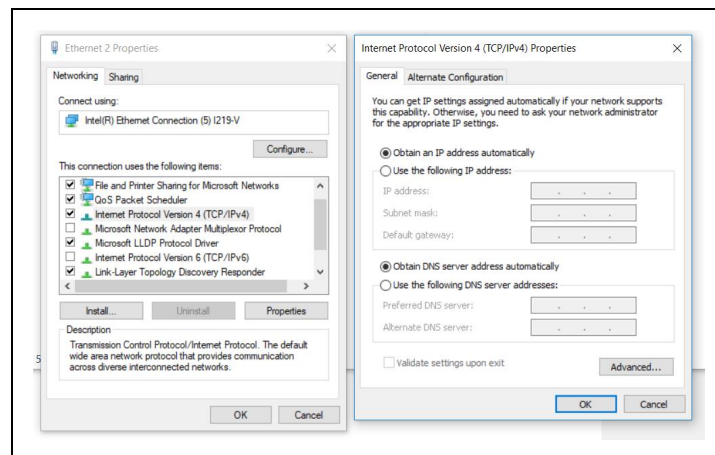 Ethernet 2 Properties
Networking Sharing
Connect using:
Intel(R) Ethernet Connection (5) I219-V
Configure...
This connection uses the following items:
File and Printer Sharing for Microsoft Networks
QoS Packet Scheduler
Internet Protocol Version 4 (TCP/IPv4)
Microsoft Network Adapter Multiplexor Protocol
Microsoft LLDP Protocol Driver
Internet Protocol Version 6 (TCP/IPv6)
Link-Layer Topology Discovery Responder
Install... Uninstall Properties
Description
Transmission Control Protocol/Internet Protocol. The default
wide area network protocol that provides communication
across diverse interconnected networks.
OK Cancel
5
Internet Protocol Version 4 (TCP/IPv4) Properties
General Alternate Configuration
You can get IP settings assigned automatically if your network supports
this capability. Otherwise, you need to ask your network administrator
for the appropriate IP settings.
Obtain an IP address automatically
Use the following IP address:
IP address:
Subnet mask:
Default gateway:
Obtain DNS server address automatically
Use the following DNS server addresses:
Preferred DNS server:
Alternate DNS server:
Validate settings upon exit
Advanced...
OK Cancel